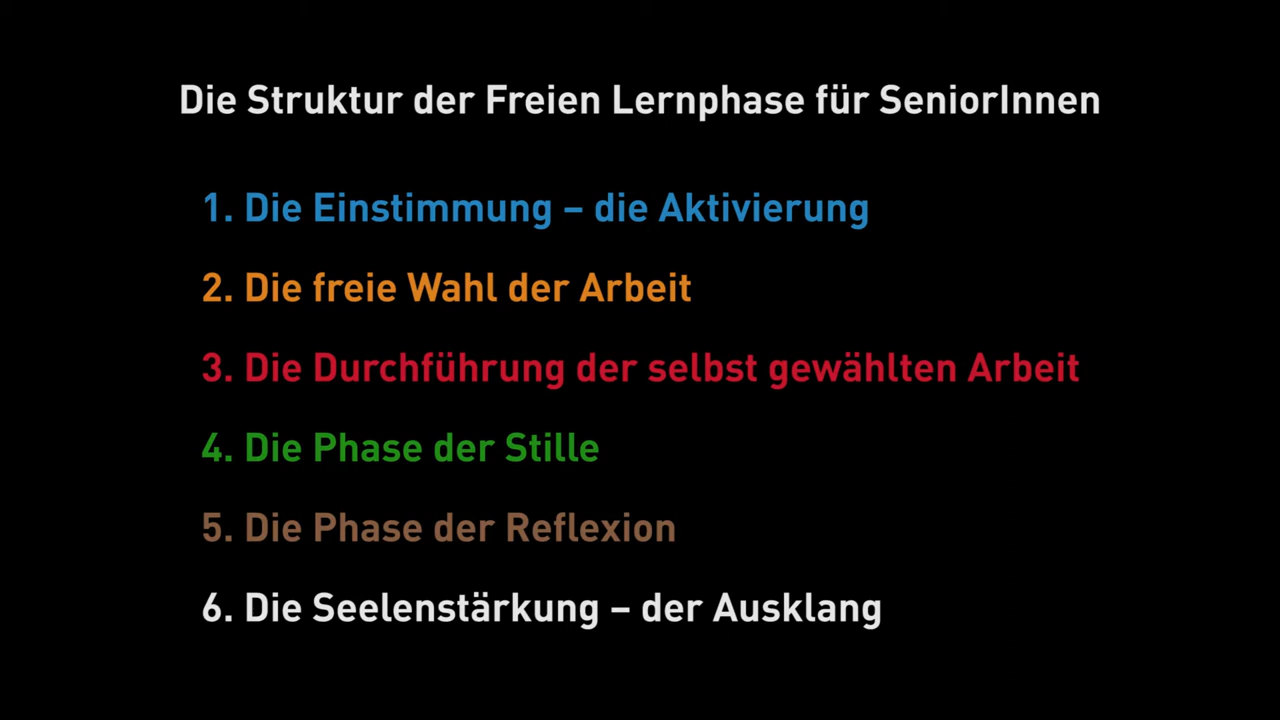 Die Struktur der Freien Lernphase für SeniorInnen
1. Die Einstimmung – die Aktivierung
2. Die freie Wahl der Arbeit
3. Die Durchführung der selbst gewählten Arbeit
4. Die Phase der Stille
5. Die Phase der Reflexion
6. Die Seelenstärkung – der Ausklang